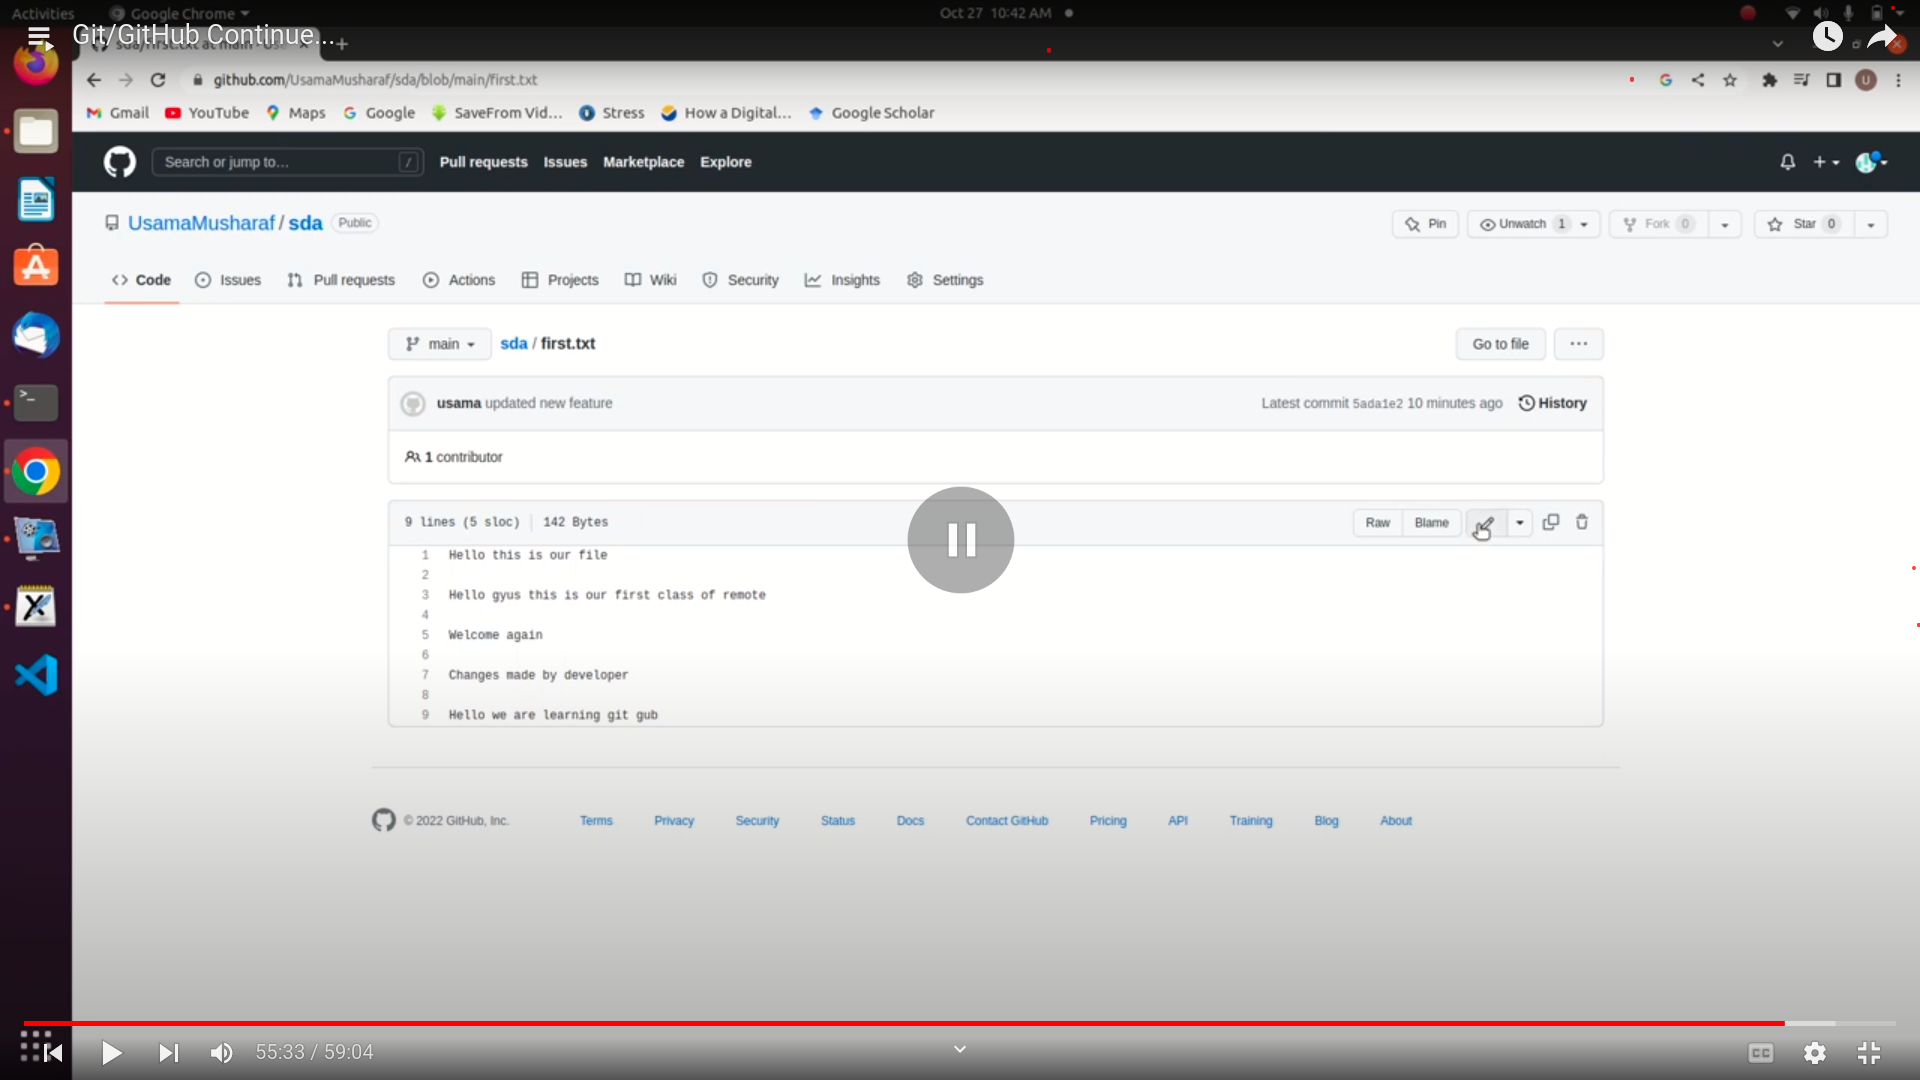 Activities Google Chrome Oct 27 10:42 AM
Git/GitHub Continue...
github.com/UsamaMusharaf/sda/blob/main/first.txt
U
Gmail YouTube Maps Google SaveFrom Vid... Stress How a Digital... Google Scholar
Search or jump to... / Pull requests Issues Marketplace Explore
UsamaMusharaf / sda Public Pin Unwatch 1 Fork 0 Star 0
Code Issues Pull requests Actions Projects Wiki Security Insights Settings
main sda / first.txt Go to file ...
usama updated new feature Latest commit 5ada1e2 10 minutes ago History
1 contributor
9 lines (5 sloc) 142 Bytes Raw Blame
1 Hello this is our file
2
3 Hello gyus this is our first class of remote
4
5 Welcome again
6
7 Changes made by developer
8
9 Hello we are learning git gub
© 2022 GitHub, Inc. Terms Privacy Security Status Docs Contact GitHub Pricing API Training Blog About
55:33 / 59:04 CC